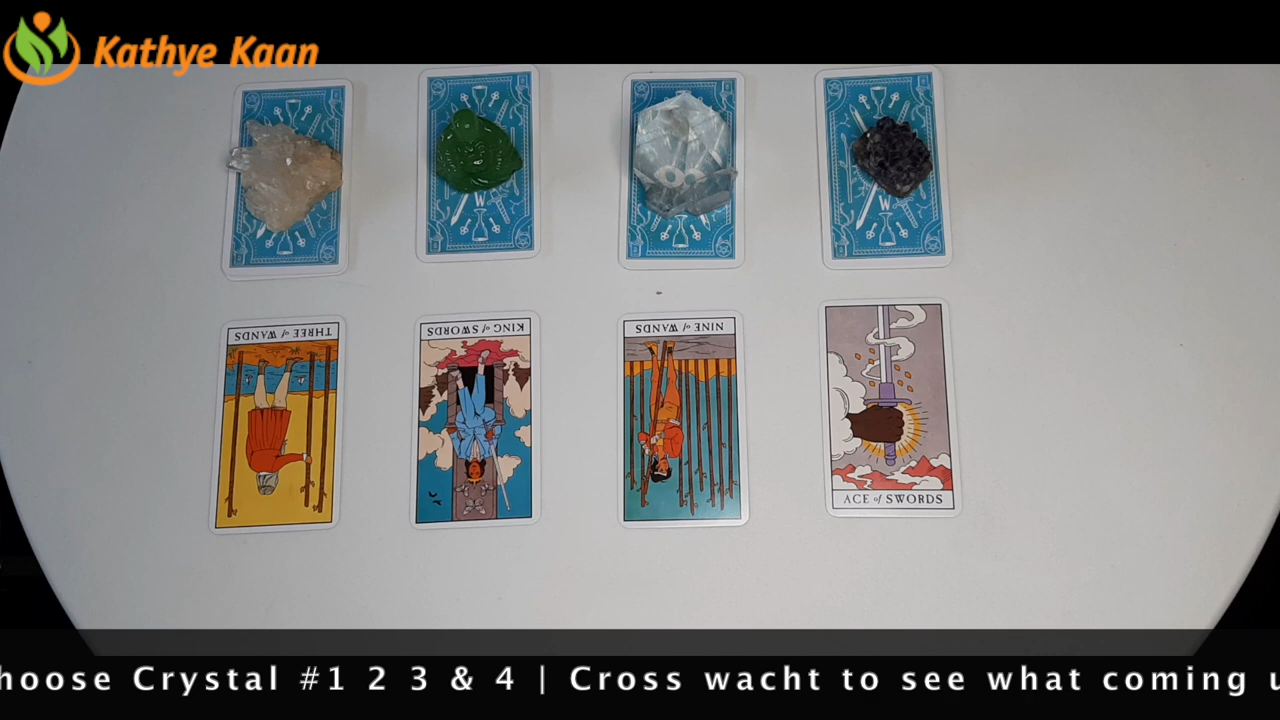 Kathye Kaan
THREE of WANDS
KING of SWORDS
NINE of WANDS
ACE of SWORDS
hoose Crystal #1 2 3 & 4 | Cross wacht to see what coming u